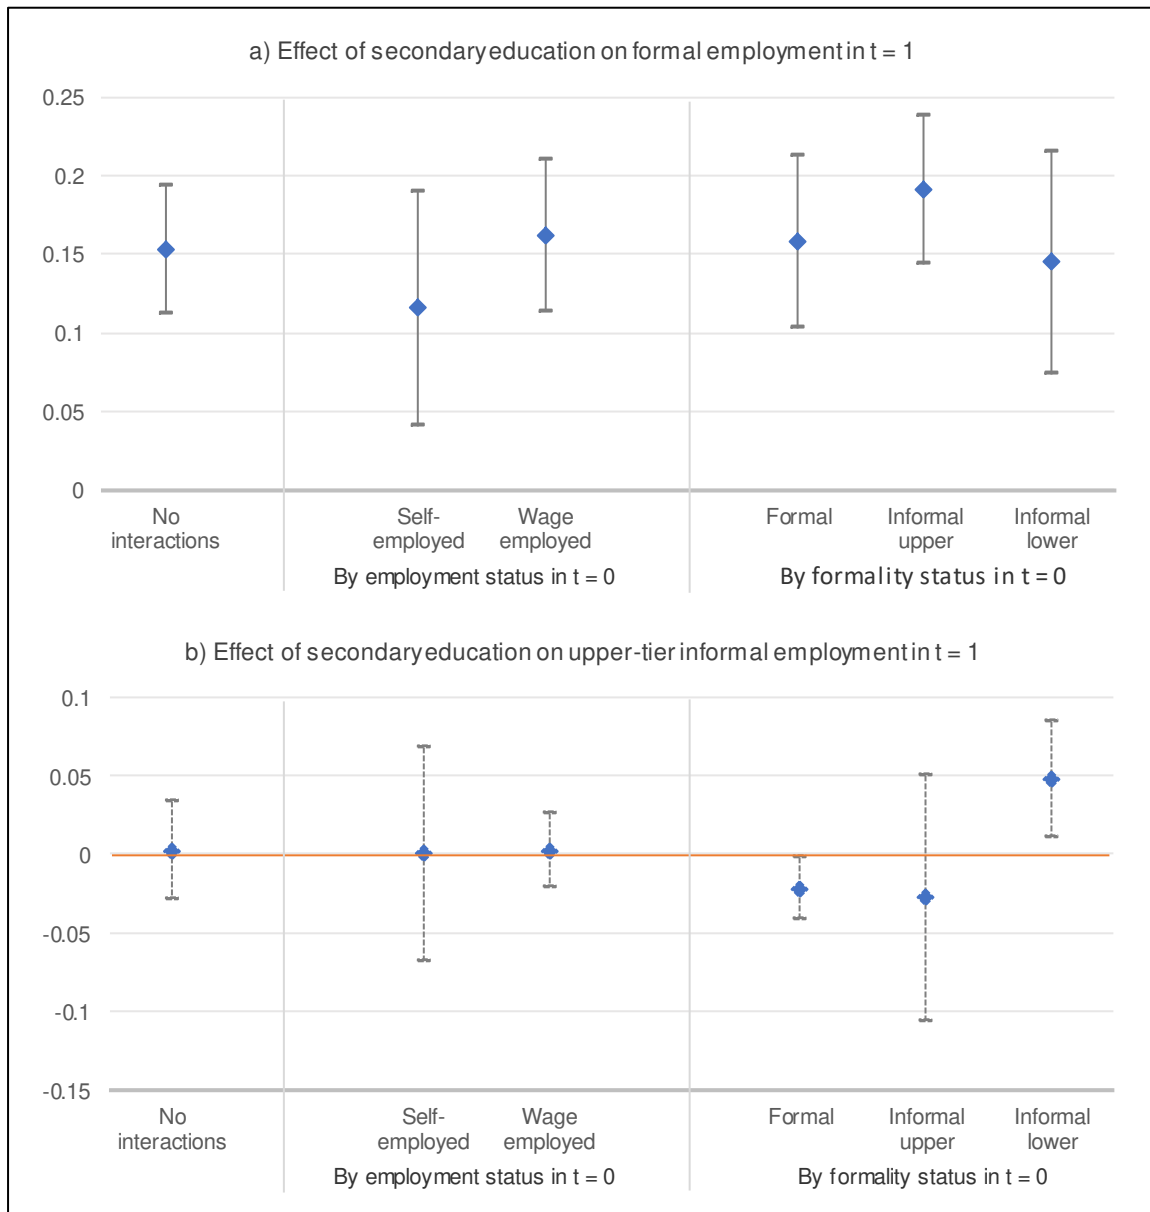 a) Effect of secondary education on formal employment in t = 1
0.25
0.2
0.15
0.1
0.05
0
No interactions
Self-employed
Wage employed
Formal
Informal upper
Informal lower
By employment status in t = 0
By formality status in t = 0
b) Effect of secondary education on upper-tier informal employment in t = 1
0.1
0.05
0
-0.05
-0.1
-0.15
No interactions
Self-employed
Wage employed
Formal
Informal upper
Informal lower
By employment status in t = 0
By formality status in t = 0